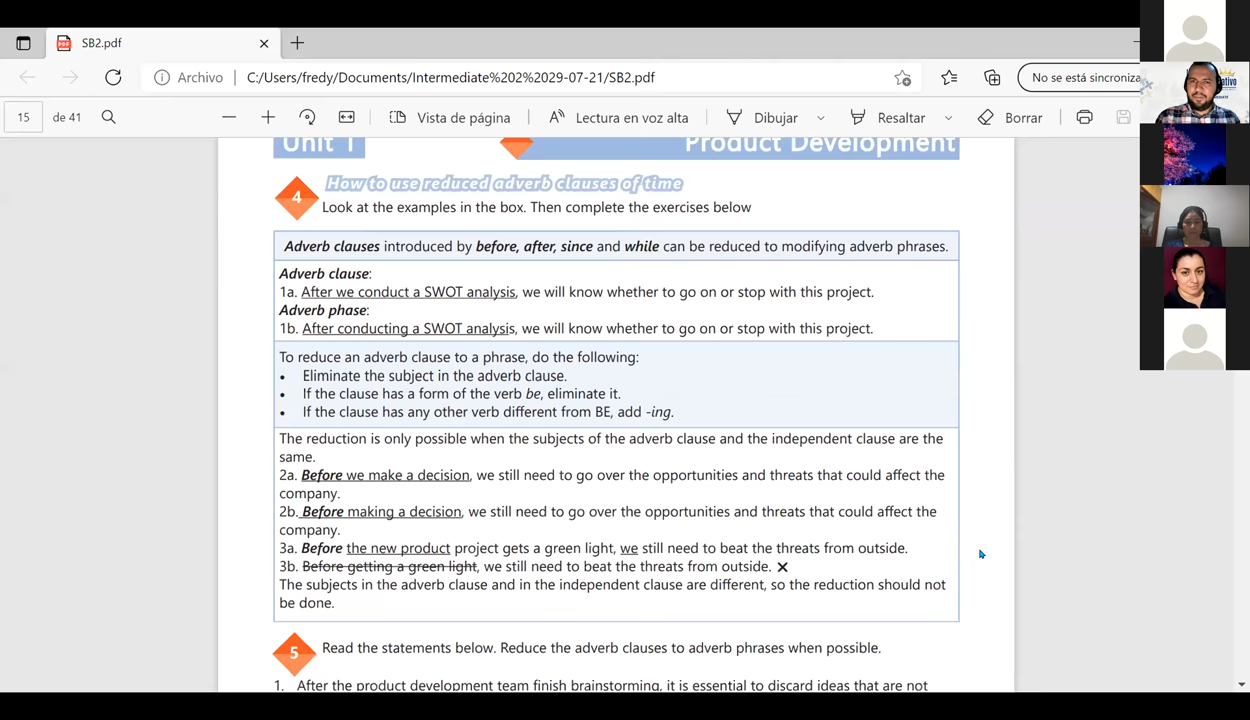 SB2.pdf
Archivo
C:/Users/fredy/Documents/Intermediate%202%2029-07-21/SB2.pdf
No se está sincroniza
15
de 41
Vista de página
Lectura en voz alta
Dibujar
Resaltar
Borrar
Unit 1
Product Development
4
How to use reduced adverb clauses of time
Look at the examples in the box. Then complete the exercises below
Adverb clauses introduced by before, after, since and while can be reduced to modifying adverb phrases.
Adverb clause:
1a. After we conduct a SWOT analysis, we will know whether to go on or stop with this project.
Adverb phase:
1b. After conducting a SWOT analysis, we will know whether to go on or stop with this project.
To reduce an adverb clause to a phrase, do the following:
• Eliminate the subject in the adverb clause.
• If the clause has a form of the verb be, eliminate it.
• If the clause has any other verb different from BE, add -ing.
The reduction is only possible when the subjects of the adverb clause and the independent clause are the
same.
2a. Before we make a decision, we still need to go over the opportunities and threats that could affect the
company.
2b. Before making a decision, we still need to go over the opportunities and threats that could affect the
company.
3a. Before the new product project gets a green light, we still need to beat the threats from outside.
3b. Before getting a green light, we still need to beat the threats from outside. ✕
The subjects in the adverb clause and in the independent clause are different, so the reduction should not
be done.
5
Read the statements below. Reduce the adverb clauses to adverb phrases when possible.
1. After the product development team finish brainstorming, it is essential to discard ideas that are not